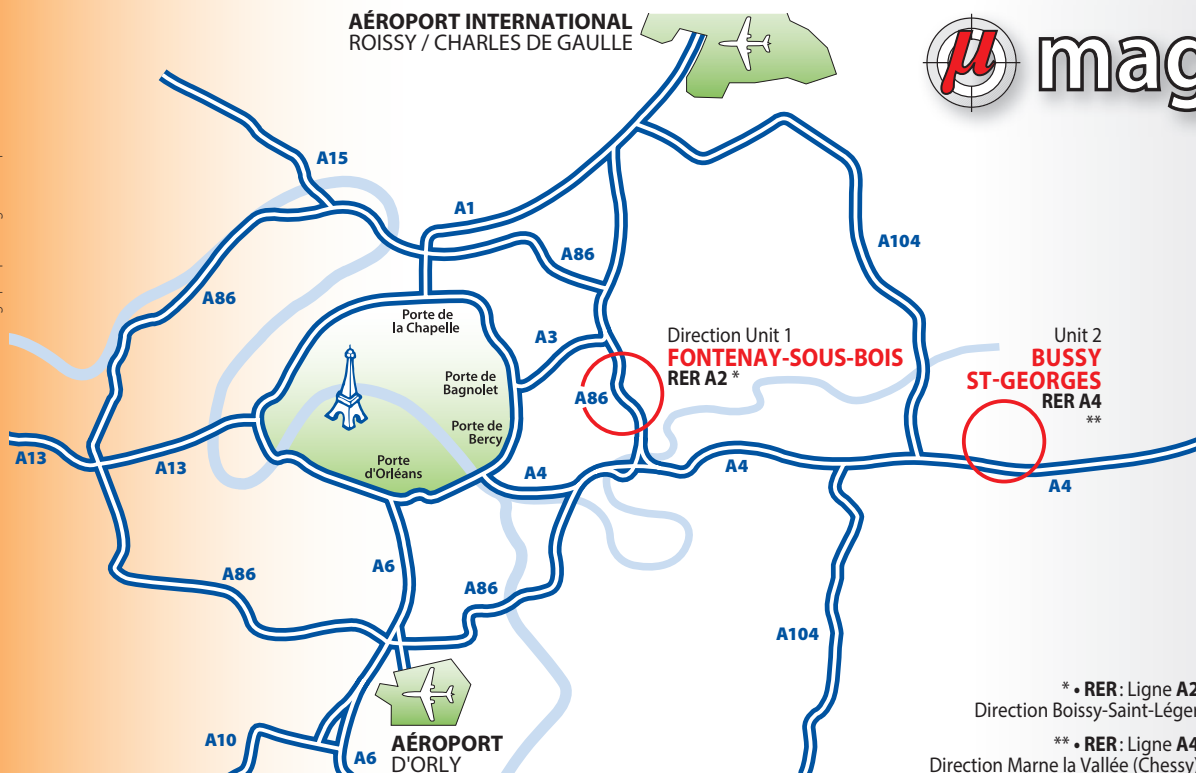 AÉROPORT INTERNATIONAL
ROISSY / CHARLES DE GAULLE
µ mag
A15
A1
A86
A104
A86
Porte de
la Chapelle
A3
Direction Unit 1
FONTENAY-SOUS-BOIS
RER A2 *
Unit 2
BUSSY
ST-GEORGES
RER A4
**
Porte de
Bagnolet
A86
Porte de
Bercy
A13
A13
Porte
d'Orléans
A4
A4
A4
A86
A6
A86
A104
* • RER : Ligne A2
Direction Boissy-Saint-Léger
A10
A6
AÉROPORT
D'ORLY
** • RER : Ligne A4
Direction Marne la Vallée (Chessy)